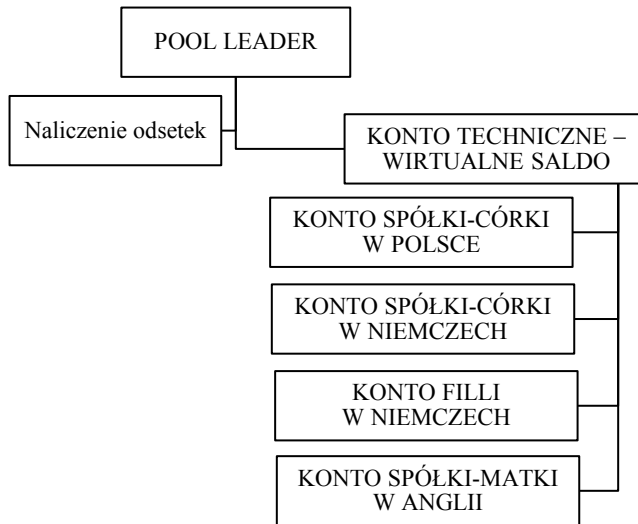 POOL LEADER
Naliczenie odsetek
KONTO TECHNICZNE –
WIRTUALNE SALDO
KONTO SPÓŁKI-CÓRKI
W POLSCE
KONTO SPÓŁKI-CÓRKI
W NIEMCZECH
KONTO FILLI
W NIEMCZECH
KONTO SPÓŁKI-MATKI
W ANGLII